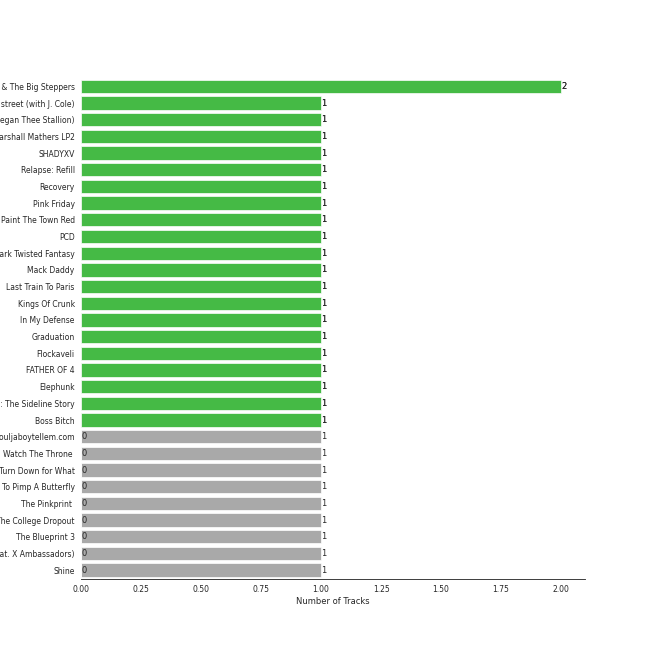 & The Big Steppers 2
street (with J. Cole) 1
egan Thee Stallion) 1
arshall Mathers LP2 1
SHADYXV 1
Relapse: Refill 1
Recovery 1
Pink Friday 1
Paint The Town Red 1
PCD 1
ark Twisted Fantasy 1
Mack Daddy 1
Last Train To Paris 1
Kings Of Crunk 1
In My Defense 1
Graduation 1
Flockaveli 1
FATHER OF 4 1
Elephunk 1
: The Sideline Story 1
Boss Bitch 1
ouljaboytellem.com 0 1
Watch The Throne 0 1
Turn Down for What 0 1
To Pimp A Butterfly 0 1
The Pinkprint 0 1
he College Dropout 0 1
The Blueprint 3 0 1
at. X Ambassadors) 0 1
Shine 0 1
0.00 0.25 0.50 0.75 1.00 1.25 1.50 1.75 2.00
Number of Tracks